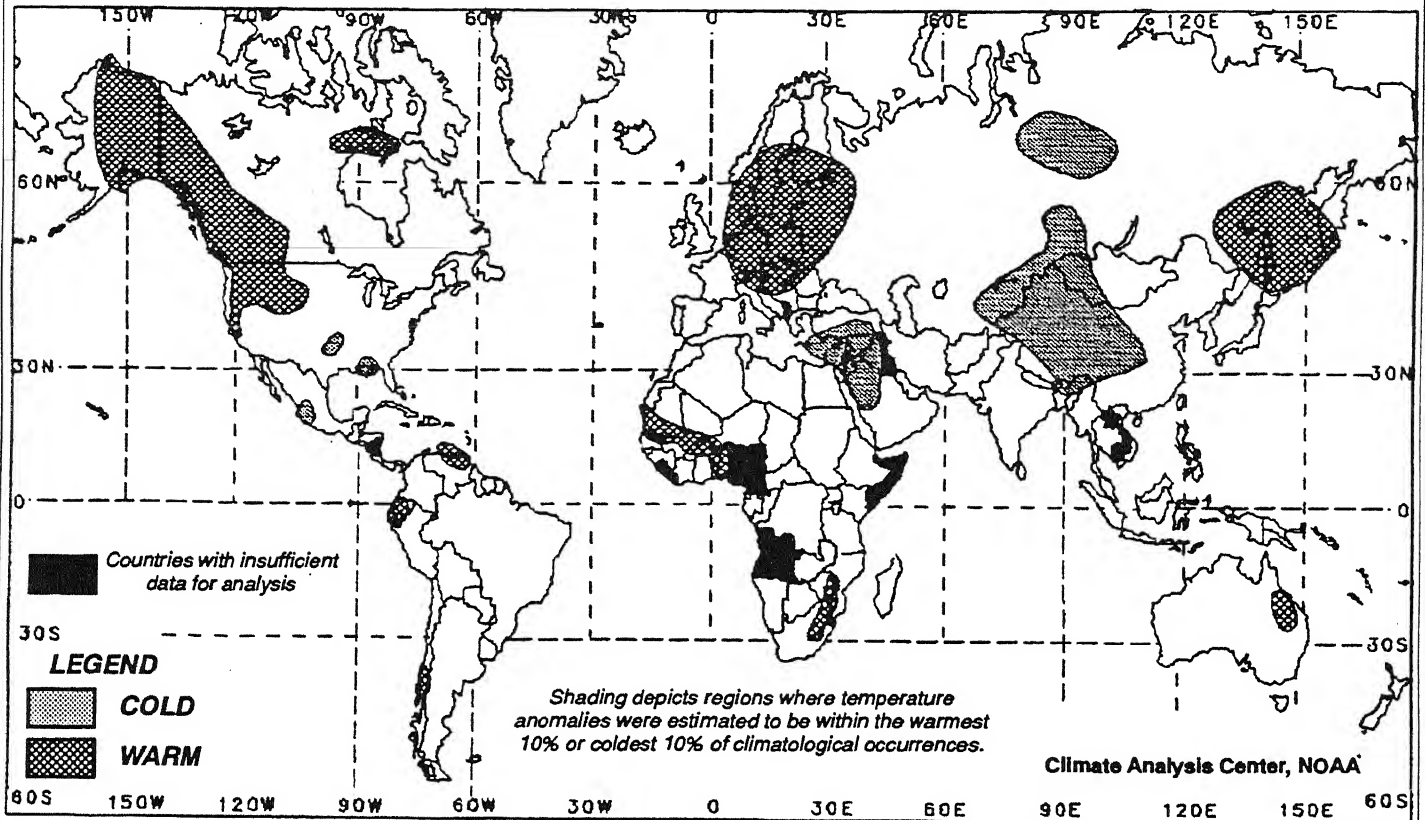 150W 120W 90W 60W 30W 0 30E 60E 90E 120E 150E
60N 60N
30N 30N
0 0
Countries with insufficient
data for analysis
30S 30S
LEGEND
COLD
WARM
Shading depicts regions where temperature
anomalies were estimated to be within the warmest
10% or coldest 10% of climatological occurrences.
Climate Analysis Center, NOAA
60S 150W 120W 90W 60W 0 30E 60E 90E 120E 150E 60S